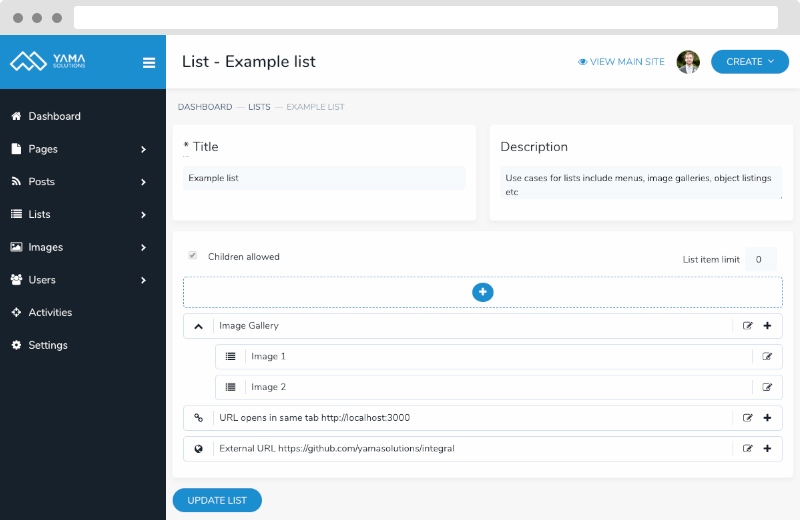 YAMA
SOLUTIONS
List - Example list
VIEW MAIN SITE
CREATE
Dashboard
Pages
Posts
Lists
Images
Users
Activities
Settings
DASHBOARD — LISTS — EXAMPLE LIST
* Title
Example list
Description
Use cases for lists include menus, image galleries, object listings
etc
Children allowed
List item limit 0
Image Gallery
Image 1
Image 2
URL opens in same tab http://localhost:3000
External URL https://github.com/yamasolutions/integral
UPDATE LIST